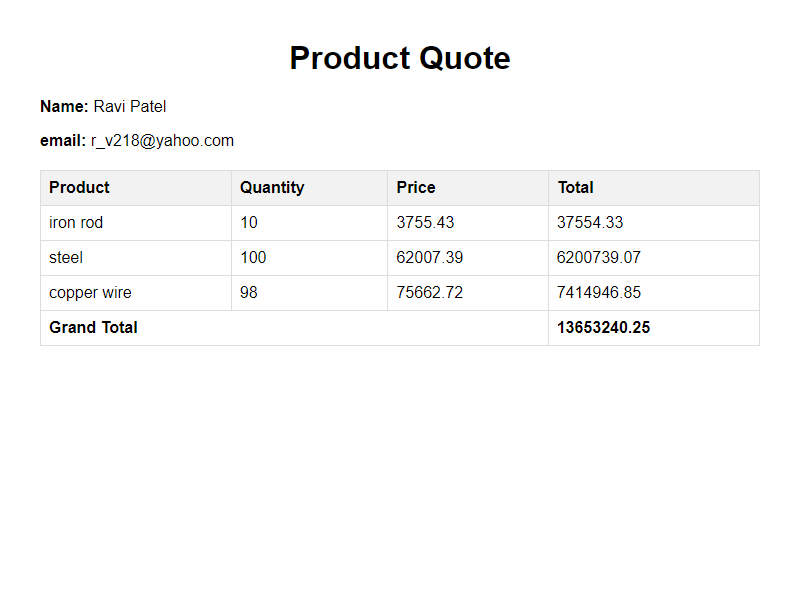 Product Quote
Name: Ravi Patel
email: r_v218@yahoo.com
Product Quantity Price Total
iron rod 10 3755.43 37554.33
steel 100 62007.39 6200739.07
copper wire 98 75662.72 7414946.85
Grand Total 13653240.25